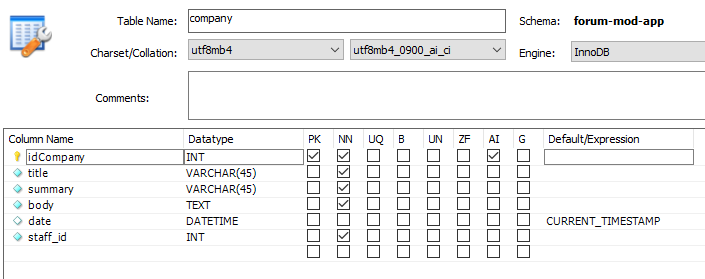 Table Name: company Schema: forum-mod-app
Charset/Collation: utf8mb4 utf8mb4_0900_ai_ci Engine: InnoDB
Comments:
Column Name Datatype PK NN UQ B UN ZF AI G Default/Expression
idCompany INT
title VARCHAR(45)
summary VARCHAR(45)
body TEXT
date DATETIME CURRENT_TIMESTAMP
staff_id INT